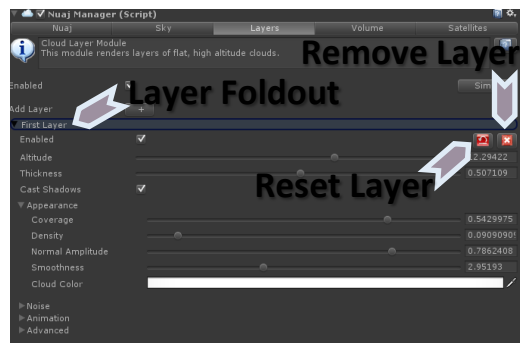 Nuaj Manager (Script)
Nuaj Sky Layers Volume Satellites
Cloud Layer Module
This module renders layers of flat, high altitude clouds.
Remove Layer
Enabled
Layer Foldout
Add Layer +
First Layer
Enabled
Altitude 12.29422
Thickness 0.507109
Reset Layer
Cast Shadows
Appearance
Coverage 0.5429975
Density 0.0909090
Normal Amplitude 0.7862408
Smoothness 2.95193
Cloud Color
Noise
Animation
Advanced